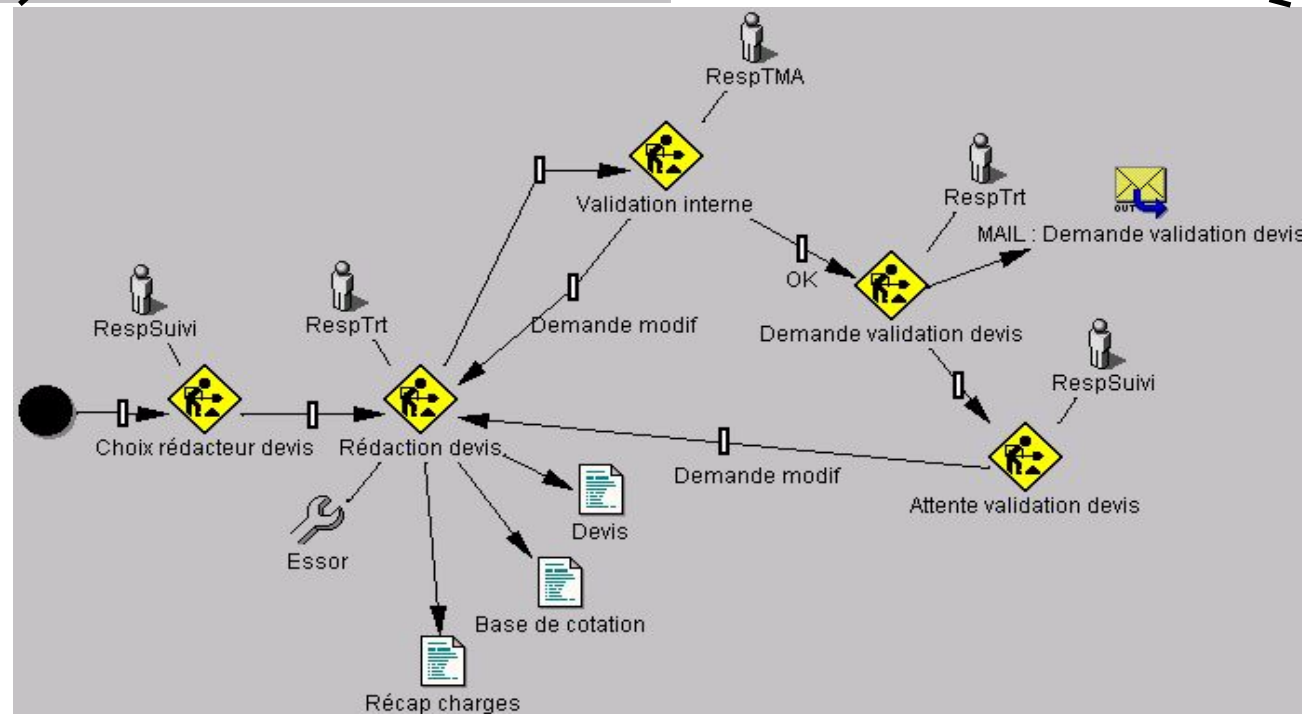 RespTMA
Validation interne
RespTrt
OUT
MAIL : Demande validation devis
OK
Demande modif
Demande validation devis
RespSuivi
RespTrt
RespSuivi
Choix rédacteur devis
Rédaction devis
Demande modif
Attente validation devis
Devis
Essor
Base de cotation
Récap charges